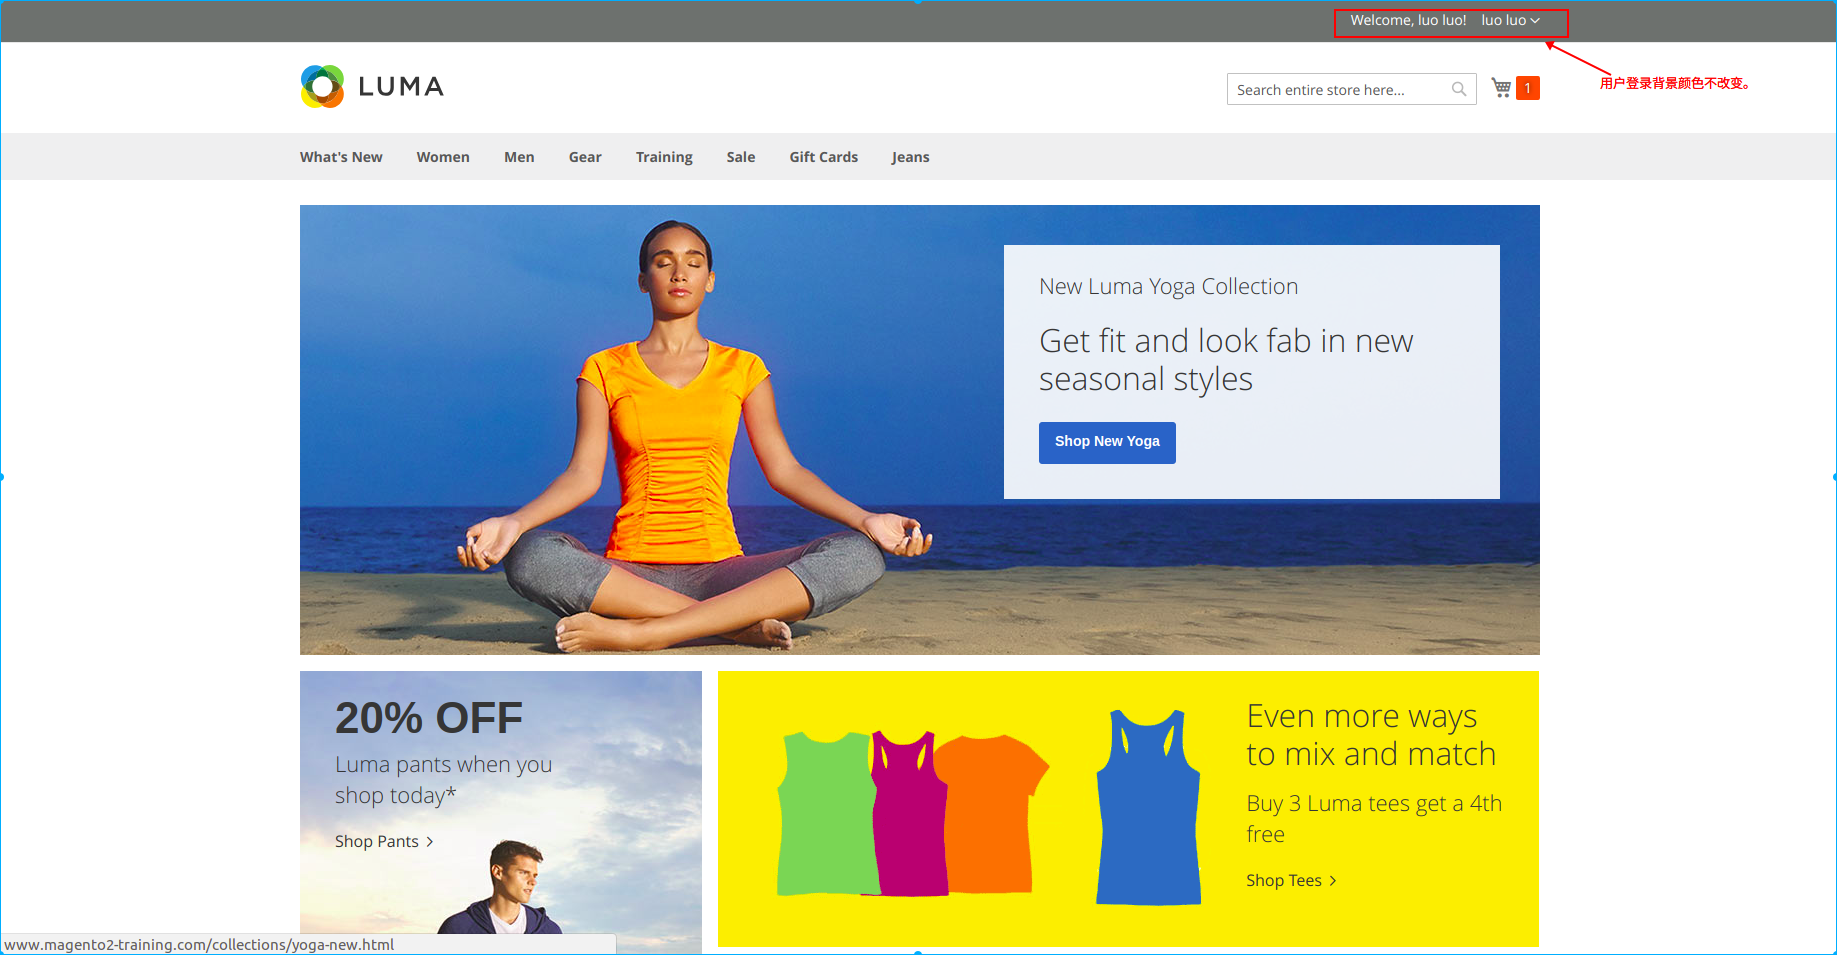 Welcome, luo luo! luo luo
用户登录背景颜色不改变。
LUMA
Search entire store here...
1
What's New Women Men Gear Training Sale Gift Cards Jeans
New Luma Yoga Collection
Get fit and look fab in new
seasonal styles
Shop New Yoga
20% OFF
Luma pants when you
shop today*
Shop Pants
Even more ways
to mix and match
Buy 3 Luma tees get a 4th
free
Shop Tees
www.magento2-training.com/collections/yoga-new.html